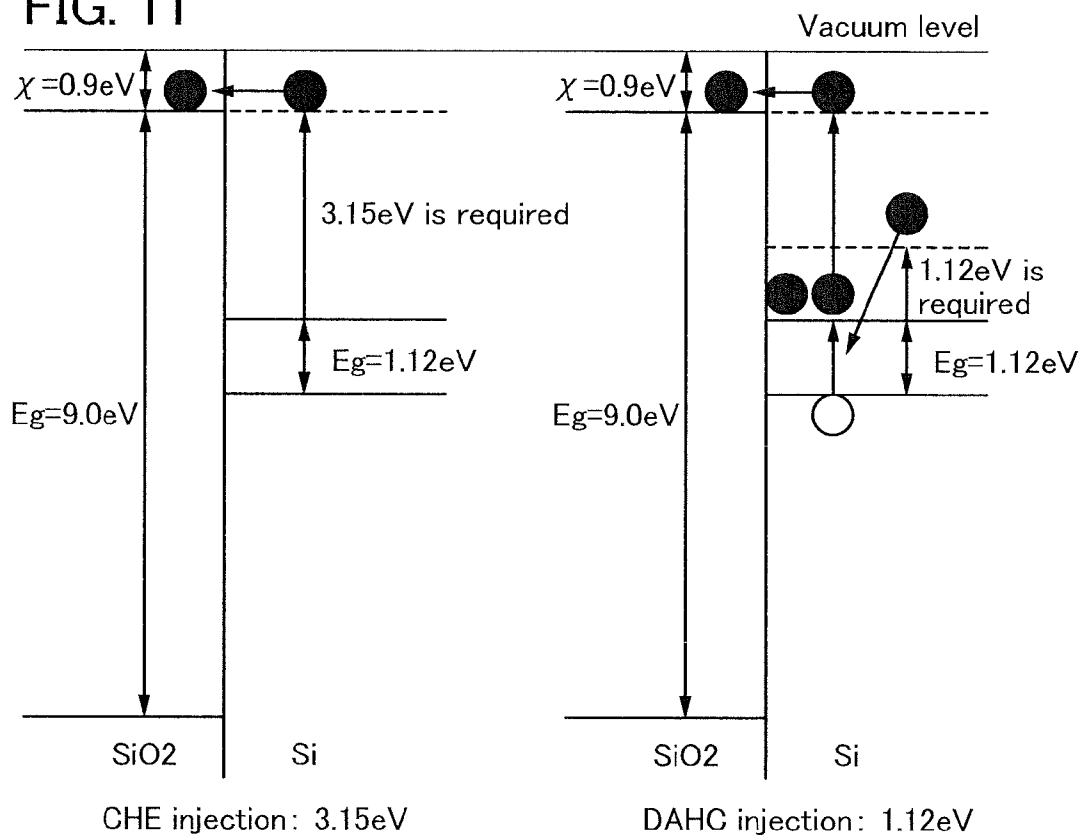 FIG. 11
Vacuum level
χ=0.9eV
3.15eV is required
Eg=1.12eV
Eg=9.0eV
SiO2
Si
CHE injection: 3.15eV
χ=0.9eV
1.12eV is
required
Eg=1.12eV
Eg=9.0eV
SiO2
Si
DAHC injection: 1.12eV